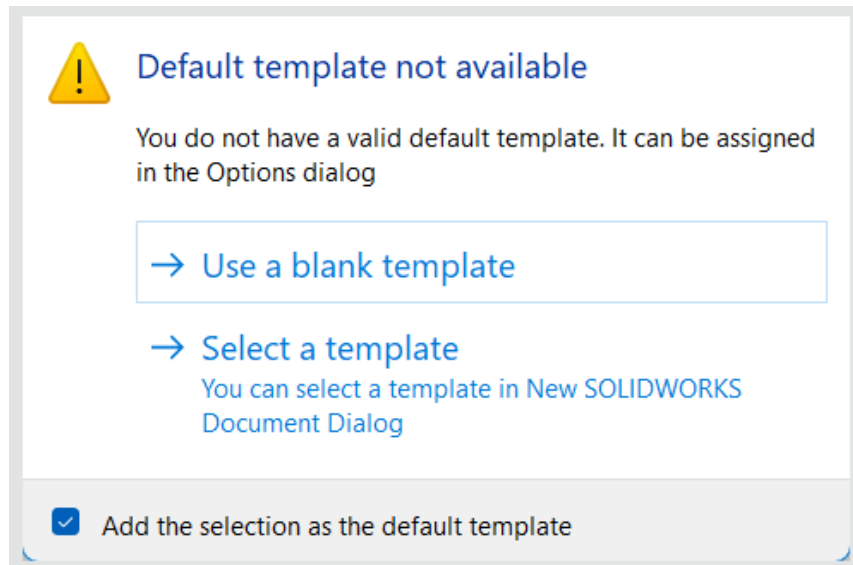 Default template not available
You do not have a valid default template. It can be assigned
in the Options dialog
→ Use a blank template
→ Select a template
You can select a template in New SOLIDWORKS
Document Dialog
Add the selection as the default template